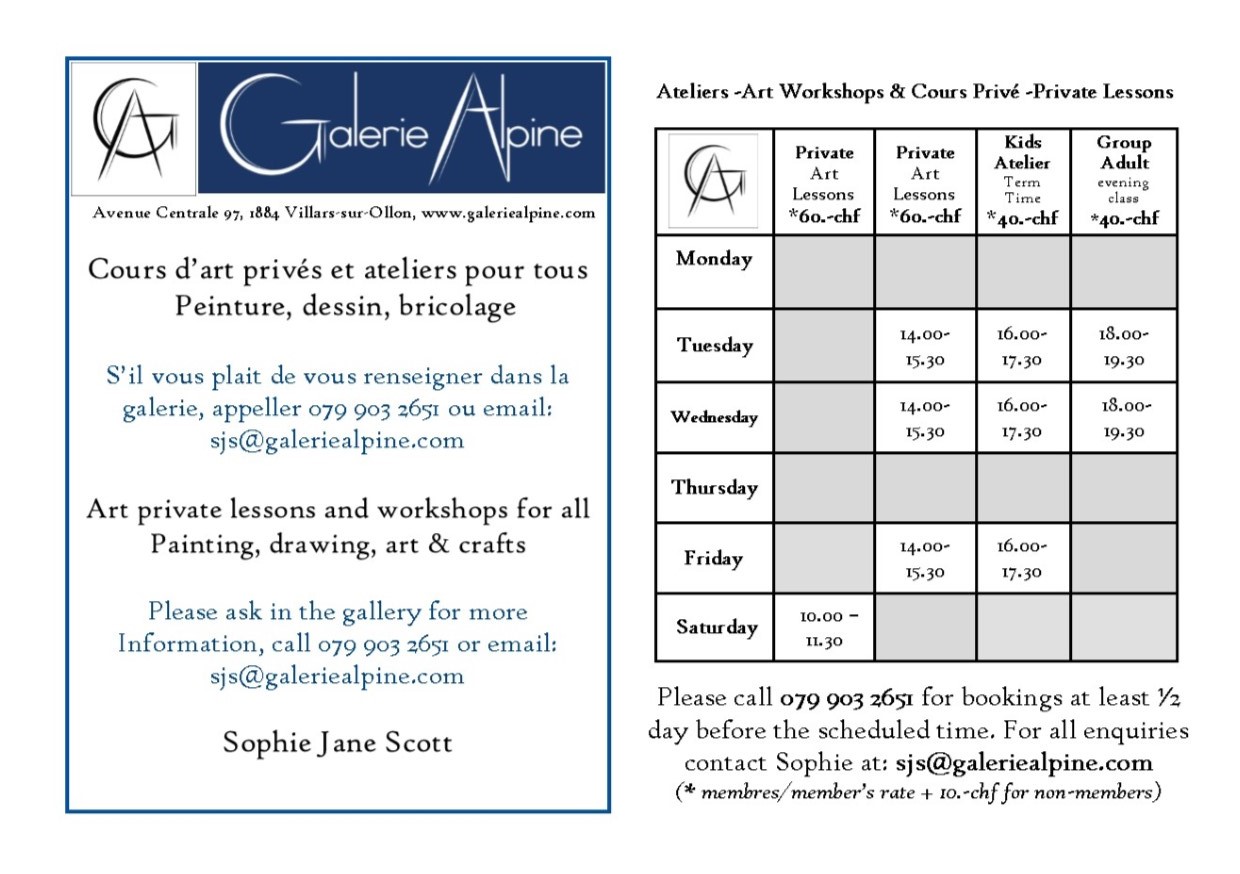 GA Galerie Alpine
Avenue Centrale 97, 1884 Villars-sur-Ollon, www.galeriealpine.com
Cours d'art privés et ateliers pour tous
Peinture, dessin, bricolage
S'il vous plait de vous renseigner dans la
galerie, appeller 079 903 2651 ou email:
sjs@galeriealpine.com
Art private lessons and workshops for all
Painting, drawing, art & crafts
Please ask in the gallery for more
Information, call 079 903 2651 or email:
sjs@galeriealpine.com
Sophie Jane Scott
Ateliers -Art Workshops & Cours Privé -Private Lessons
GA
Private
Art
Lessons
*60.-chf
Private
Art
Lessons
*60.-chf
Kids
Atelier
Term
Time
*40.-chf
Group
Adult
evening
class
*40.-chf
Monday
Tuesday
14.00-
15.30
16.00-
17.30
18.00-
19.30
Wednesday
14.00-
15.30
16.00-
17.30
18.00-
19.30
Thursday
Friday
14.00-
15.30
16.00-
17.30
Saturday
10.00 –
11.30
Please call 079 903 2651 for bookings at least ½
day before the scheduled time. For all enquiries
contact Sophie at: sjs@galeriealpine.com
(* membres/member's rate + 10.-chf for non-members)